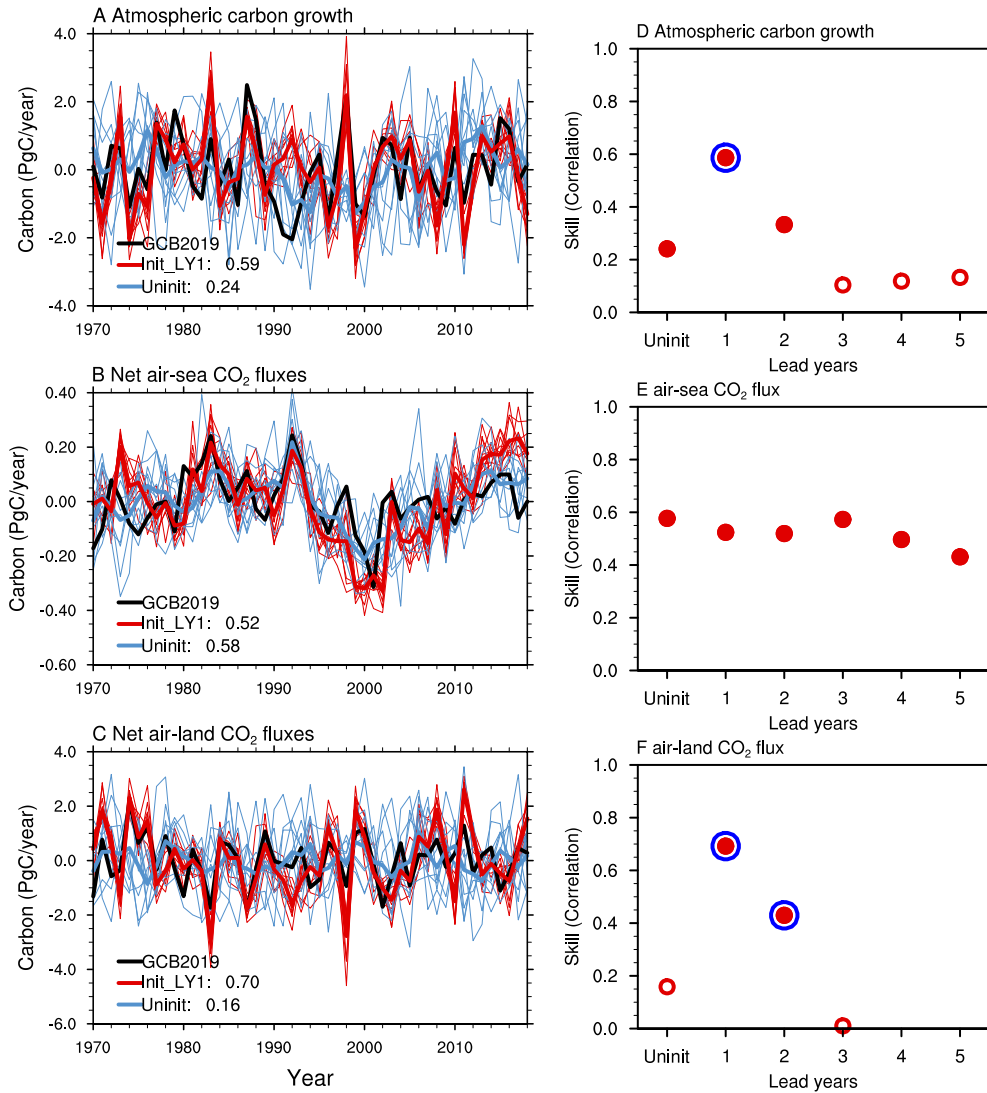 A Atmospheric carbon growth
4.0
2.0
0.0
-2.0
-4.0
Carbon (PgC/year)
GCB2019
Init_LY1: 0.59
Uninit: 0.24
1970 1980 1990 2000 2010
B Net air-sea CO₂ fluxes
0.40
0.20
0.00
-0.20
-0.40
-0.60
Carbon (PgC/year)
GCB2019
Init_LY1: 0.52
Uninit: 0.58
1970 1980 1990 2000 2010
C Net air-land CO₂ fluxes
4.0
2.0
0.0
-2.0
-4.0
-6.0
Carbon (PgC/year)
GCB2019
Init_LY1: 0.70
Uninit: 0.16
1970 1980 1990 2000 2010
Year
D Atmospheric carbon growth
1.0
0.8
0.6
0.4
0.2
0.0
Skill (Correlation)
Uninit 1 2 3 4 5
Lead years
E air-sea CO₂ flux
1.0
0.8
0.6
0.4
0.2
0.0
Skill (Correlation)
Uninit 1 2 3 4 5
Lead years
F air-land CO₂ flux
1.0
0.8
0.6
0.4
0.2
0.0
Skill (Correlation)
Uninit 1 2 3 4 5
Lead years